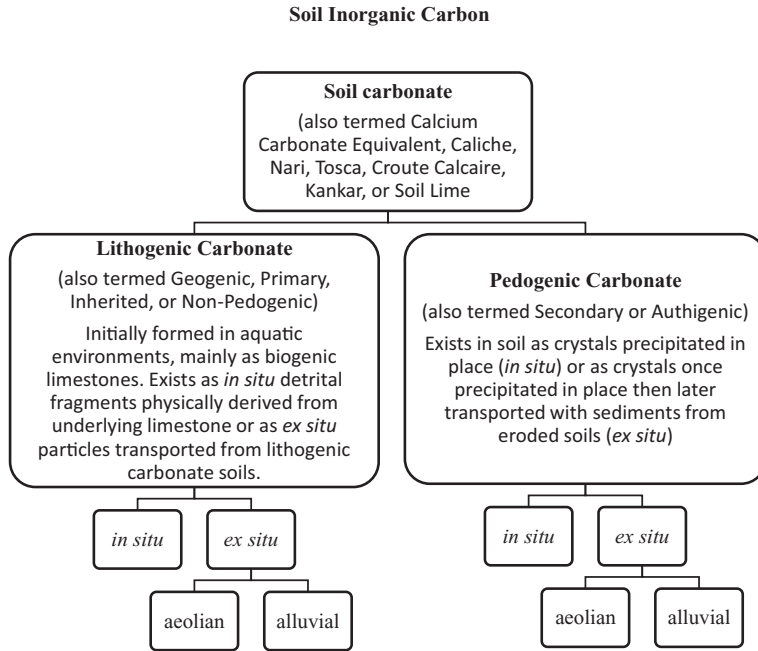 Soil Inorganic Carbon
Soil carbonate
(also termed Calcium
Carbonate Equivalent, Caliche,
Nari, Tosca, Croute Calcaire,
Kankar, or Soil Lime
Lithogenic Carbonate
(also termed Geogenic, Primary,
Inherited, or Non-Pedogenic)
Initially formed in aquatic
environments, mainly as biogenic
limestones. Exists as in situ detrital
fragments physically derived from
underlying limestone or as ex situ
particles transported from lithogenic
carbonate soils.
Pedogenic Carbonate
(also termed Secondary or Authigenic)
Exists in soil as crystals precipitated in
place (in situ) or as crystals once
precipitated in place then later
transported with sediments from
eroded soils (ex situ)
in situ
ex situ
aeolian
alluvial
in situ
ex situ
aeolian
alluvial